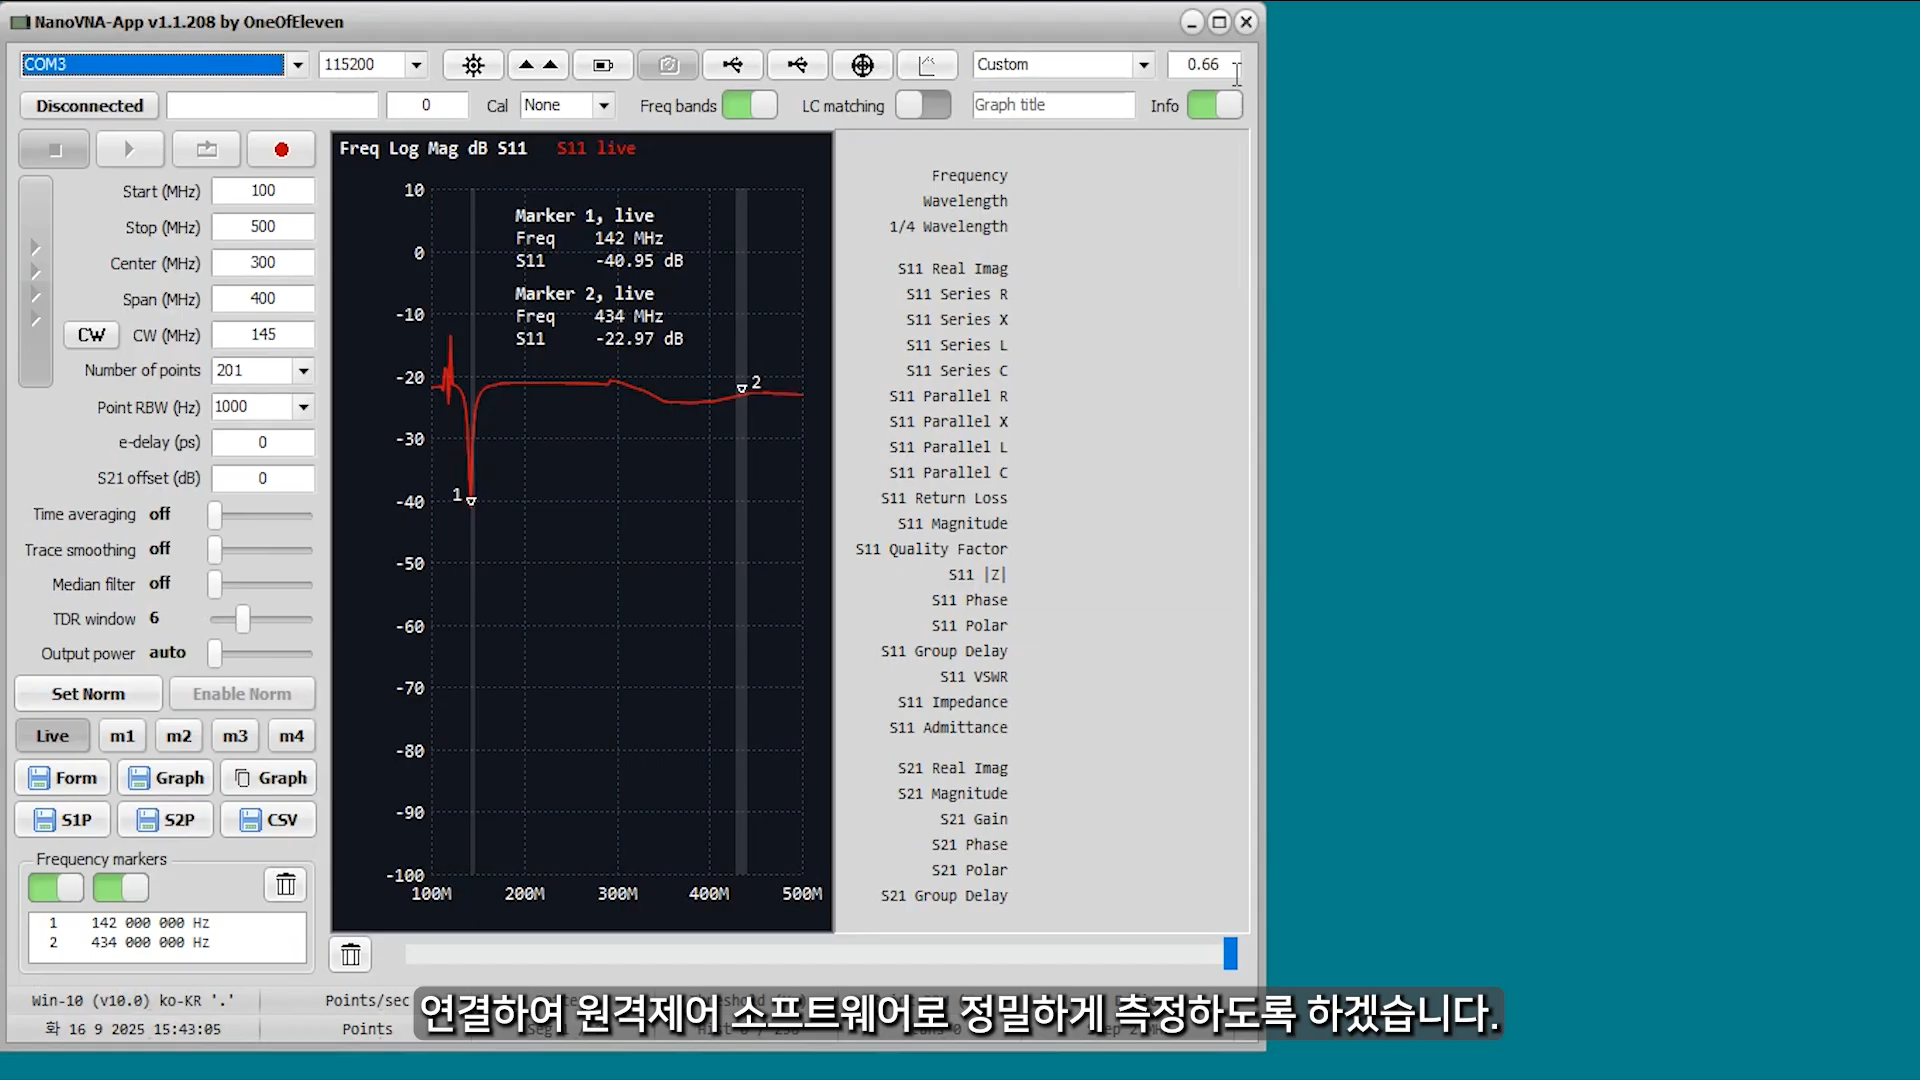 NanoVNA-App v1.1.208 by OneOfEleven
COM3
115200
Custom
0.66
Disconnected
0
Cal
None
Freq bands
LC matching
Graph title
Info
Start (MHz)
100
Stop (MHz)
500
Center (MHz)
300
Span (MHz)
400
CW
CW (MHz)
145
Number of points
201
Point RBW (Hz)
1000
e-delay (ps)
0
S21 offset (dB)
0
Time averaging off
Trace smoothing off
Median filter off
TDR window 6
Output power auto
Set Norm
Enable Norm
Live
m1
m2
m3
m4
Form
Graph
Graph
S1P
S2P
CSV
Frequency markers
1 142 000 000 Hz
2 434 000 000 Hz
Freq Log Mag dB S11 S11 live
10
0
-10
-20
-30
-40
-50
-60
-70
-80
-90
-100
100M
200M
300M
400M
500M
Marker 1, live
Freq 142 MHz
S11 -40.95 dB
Marker 2, live
Freq 434 MHz
S11 -22.97 dB
1
2
Frequency
Wavelength
1/4 Wavelength
S11 Real Imag
S11 Series R
S11 Series X
S11 Series L
S11 Series C
S11 Parallel R
S11 Parallel X
S11 Parallel L
S11 Parallel C
S11 Return Loss
S11 Magnitude
S11 Quality Factor
S11 |Z|
S11 Phase
S11 Polar
S11 Group Delay
S11 VSWR
S11 Impedance
S11 Admittance
S21 Real Imag
S21 Magnitude
S21 Gain
S21 Phase
S21 Polar
S21 Group Delay
Win-10 (v10.0) ko-KR '.'
Points/sec
화 16 9 2025 15:43:05
Points
연결하여 원격제어 소프트웨어로 정밀하게 측정하도록 하겠습니다.